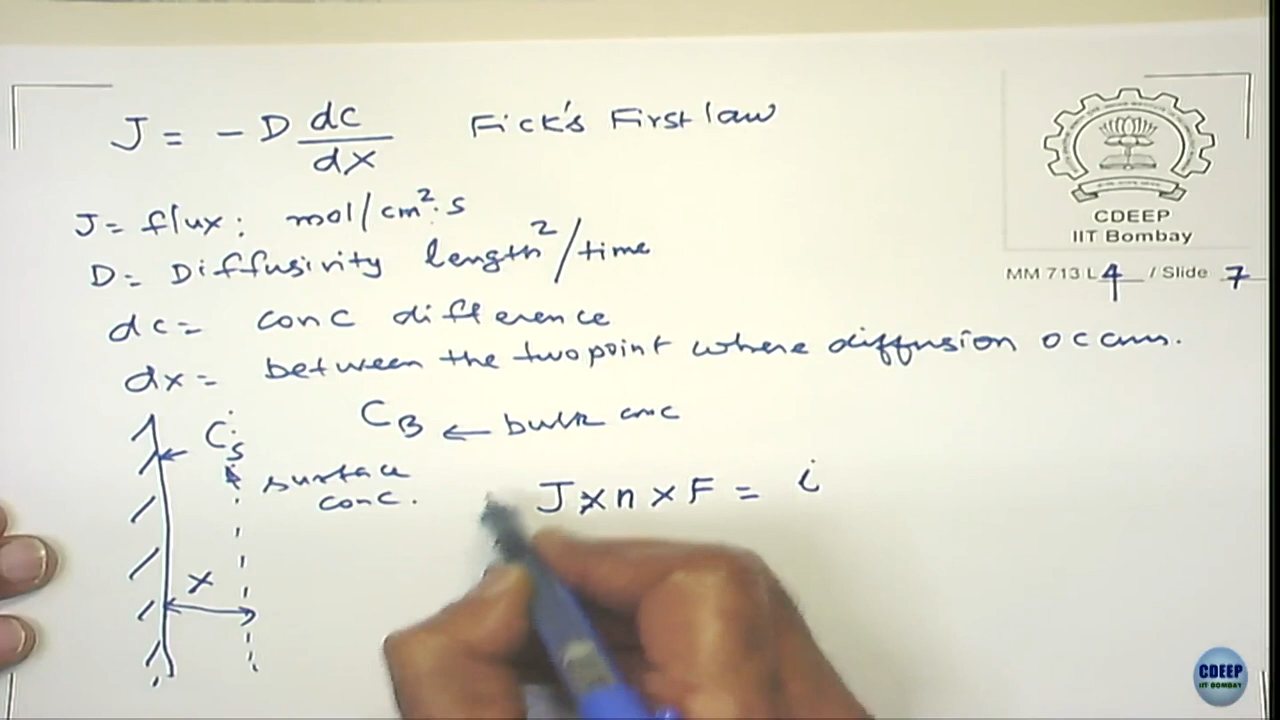 J = - D dc/dx Fick's First law
J = flux : mol/cm² · s
D = Diffusivity length²/time
dc = conc difference
dx = between the two point where diffusion occurs.
C_B ← bulk conc
C_S
surface
conc.
J × n × F = i
x
CDEEP
IIT Bombay
MM 713 L 4 / Slide 7
CDEEP
IIT BOMBAY